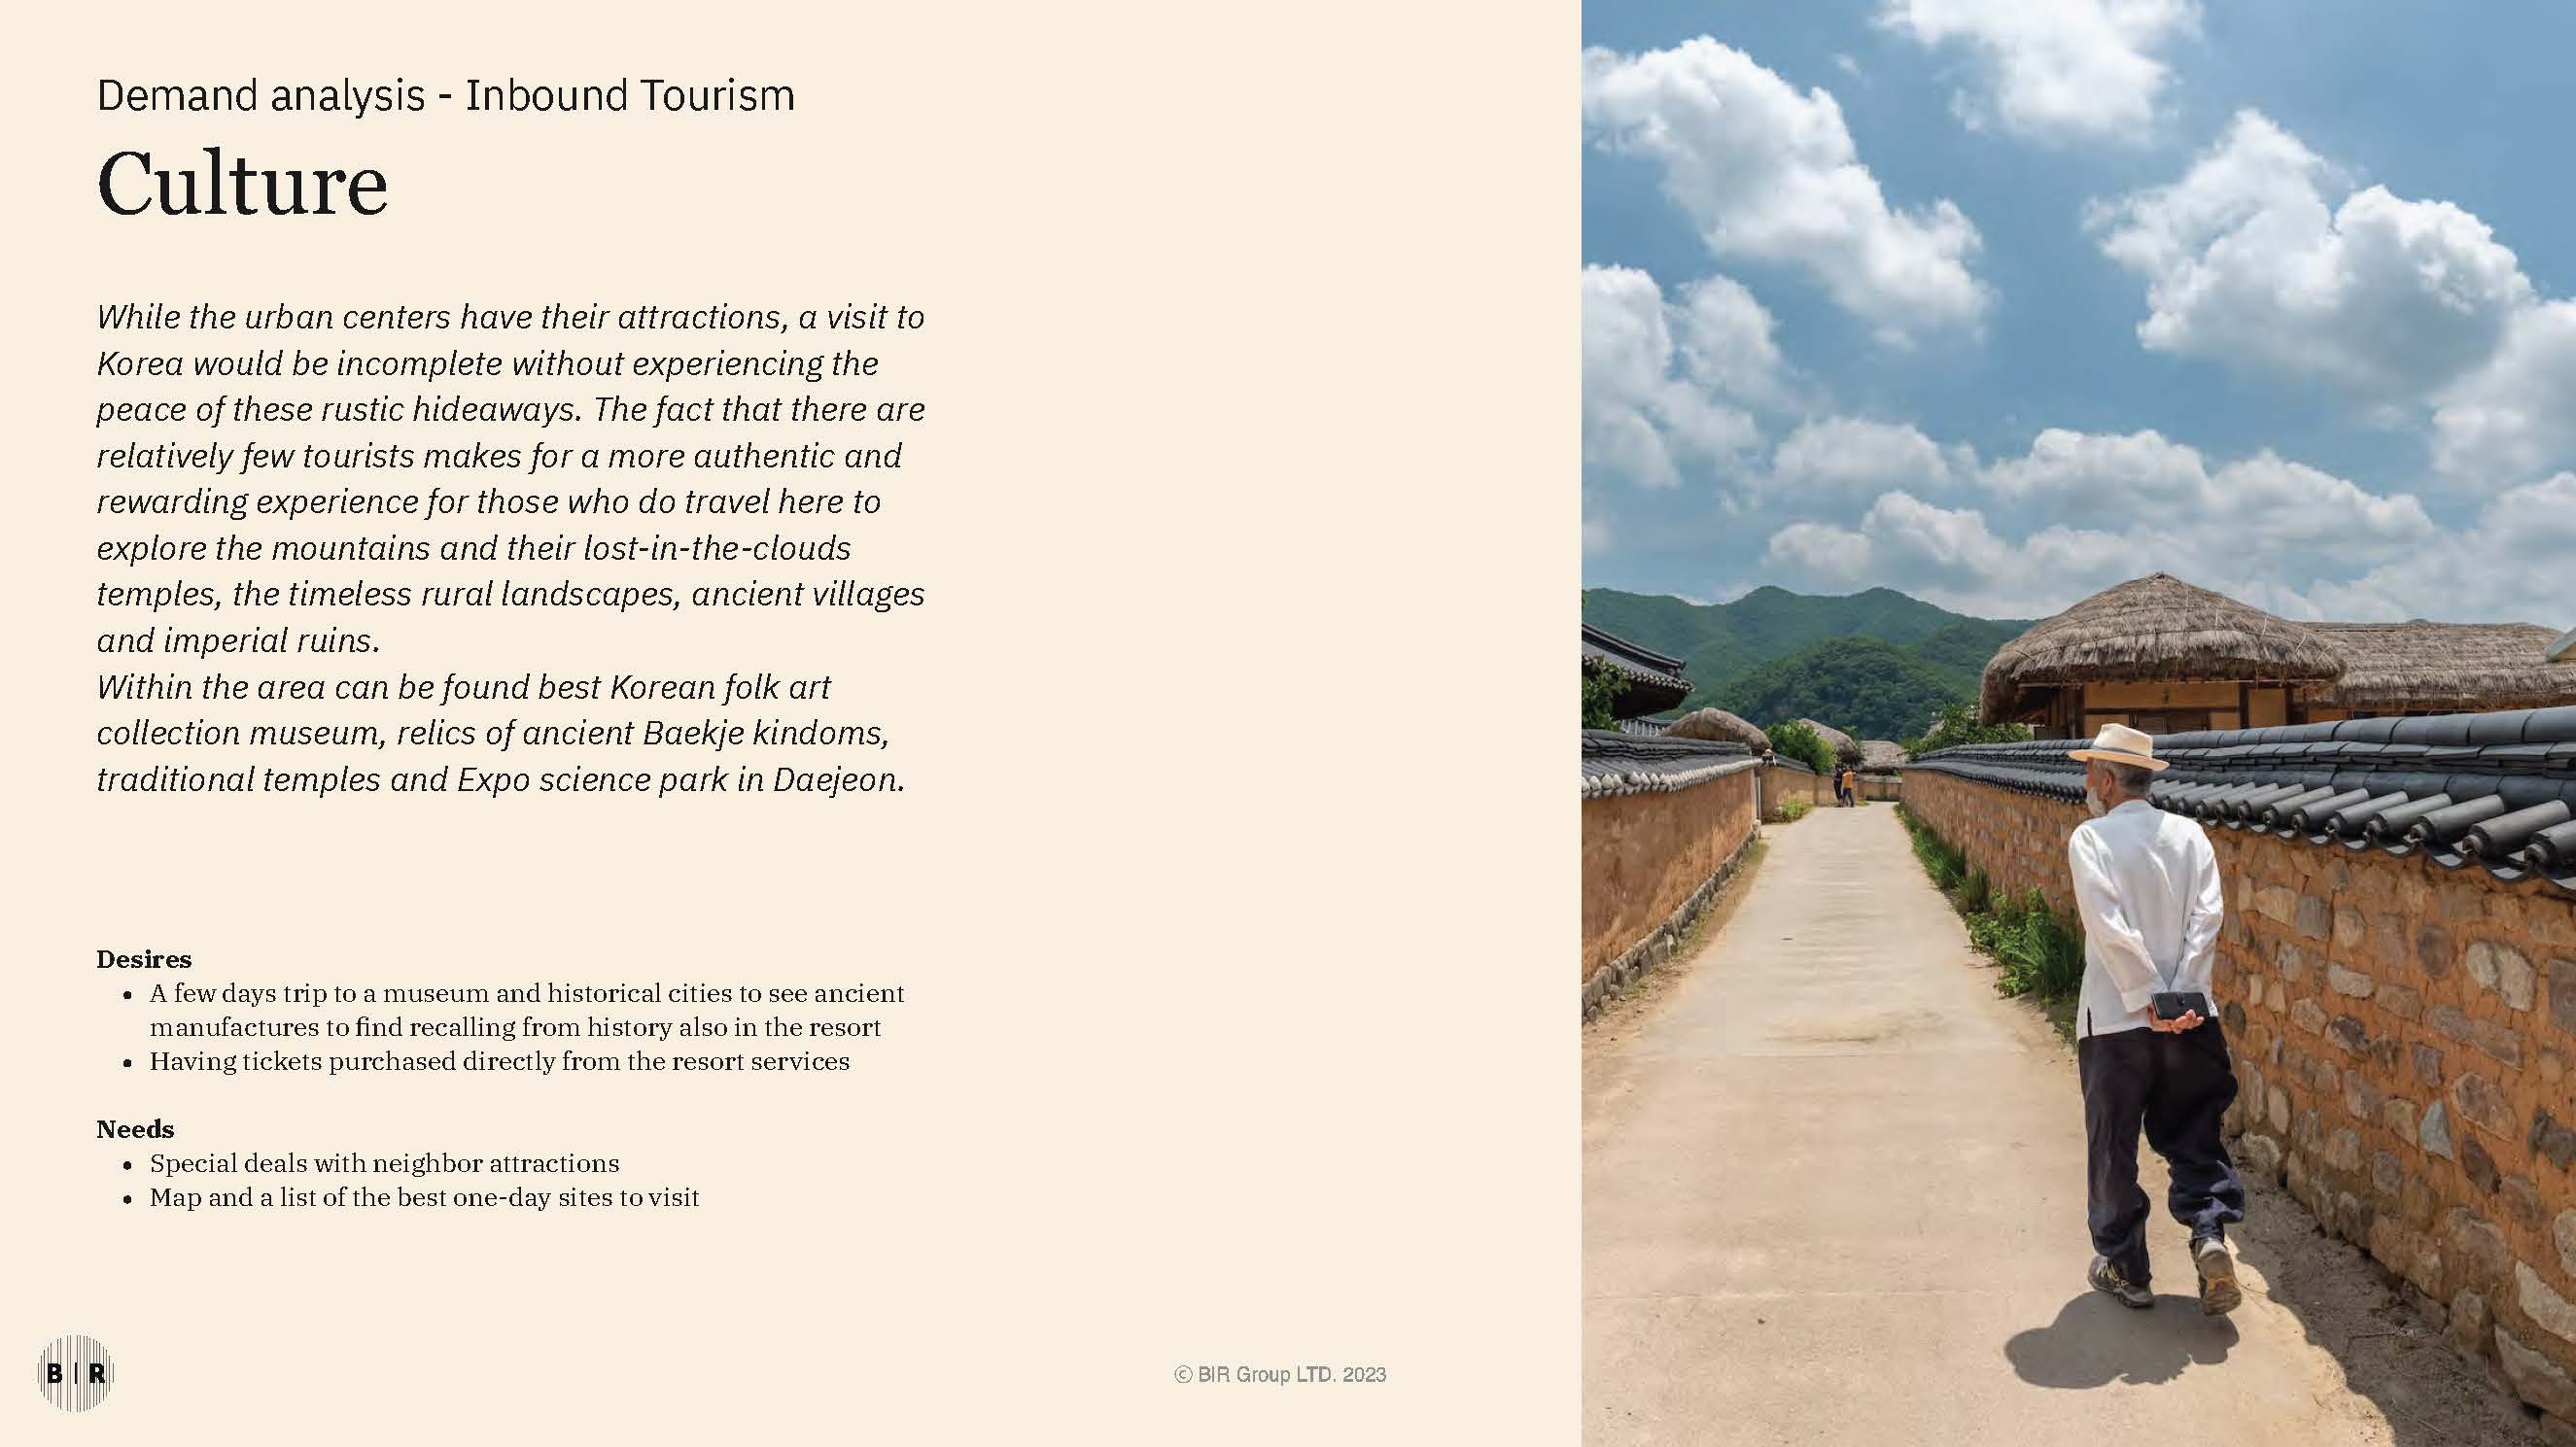 Demand analysis - Inbound Tourism
Culture
While the urban centers have their attractions, a visit to
Korea would be incomplete without experiencing the
peace of these rustic hideaways. The fact that there are
relatively few tourists makes for a more authentic and
rewarding experience for those who do travel here to
explore the mountains and their lost-in-the-clouds
temples, the timeless rural landscapes, ancient villages
and imperial ruins.
Within the area can be found best Korean folk art
collection museum, relics of ancient Baekje kindoms,
traditional temples and Expo science park in Daejeon.
Desires
• A few days trip to a museum and historical cities to see ancient
manufactures to find recalling from history also in the resort
• Having tickets purchased directly from the resort services
Needs
• Special deals with neighbor attractions
• Map and a list of the best one-day sites to visit
B | R
© BIR Group LTD. 2023